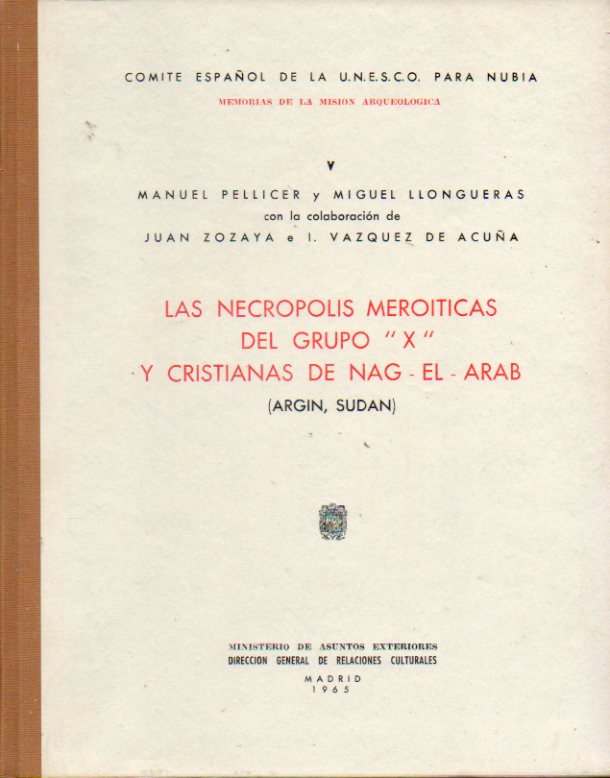 COMITE ESPAÑOL DE LA U.N.E.S.C.O. PARA NUBIA
MEMORIAS DE LA MISION ARQUEOLOGICA
V
MANUEL PELLICER y MIGUEL LLONGUERAS
con la colaboración de
JUAN ZOZAYA e I. VAZQUEZ DE ACUÑA
LAS NECROPOLIS MEROITICAS
DEL GRUPO "X"
Y CRISTIANAS DE NAG - EL - ARAB
(ARGIN, SUDAN)
MINISTERIO DE ASUNTOS EXTERIORES
DIRECCION GENERAL DE RELACIONES CULTURALES
MADRID
1965